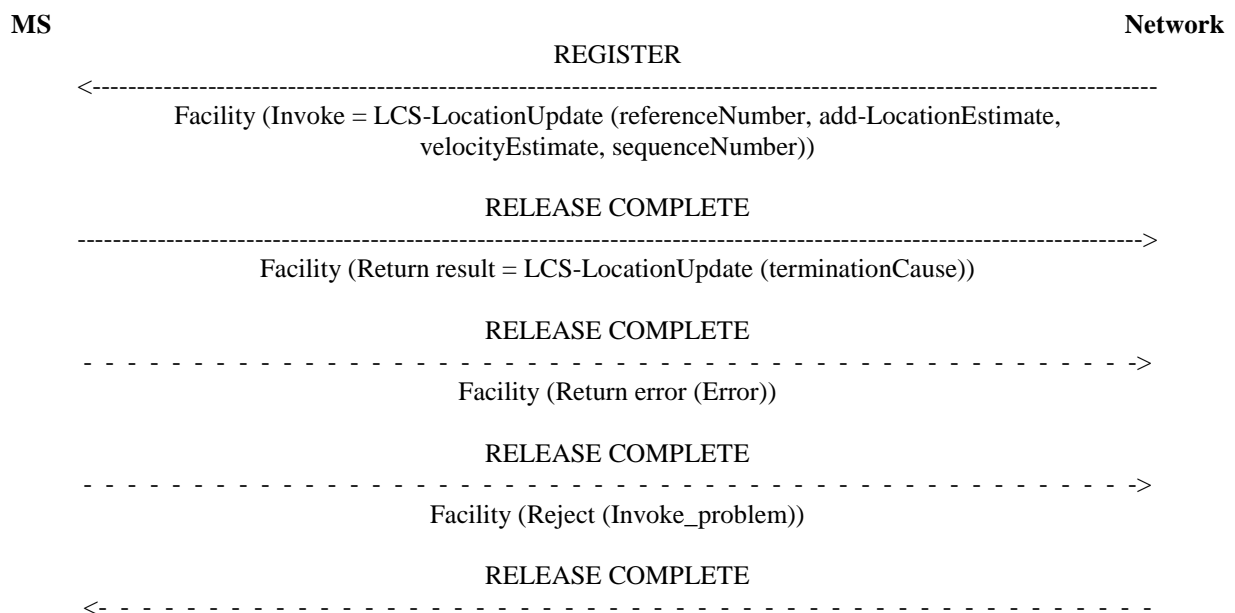 MS Network
REGISTER
<------------------------------------------------------------------------------------------------------------------------
Facility (Invoke = LCS-LocationUpdate (referenceNumber, add-LocationEstimate,
velocityEstimate, sequenceNumber))
RELEASE COMPLETE
------------------------------------------------------------------------------------------------------------------------>
Facility (Return result = LCS-LocationUpdate (terminationCause))
RELEASE COMPLETE
- - - - - - - - - - - - - - - - - - - - - - - - - - - - - - - - - - - - - - - - - - - - - - - - ->
Facility (Return error (Error))
RELEASE COMPLETE
- - - - - - - - - - - - - - - - - - - - - - - - - - - - - - - - - - - - - - - - - - - - - - - - ->
Facility (Reject (Invoke_problem))
RELEASE COMPLETE
<- - - - - - - - - - - - - - - - - - - - - - - - - - - - - - - - - - - - - - - - - - - - - - - - -